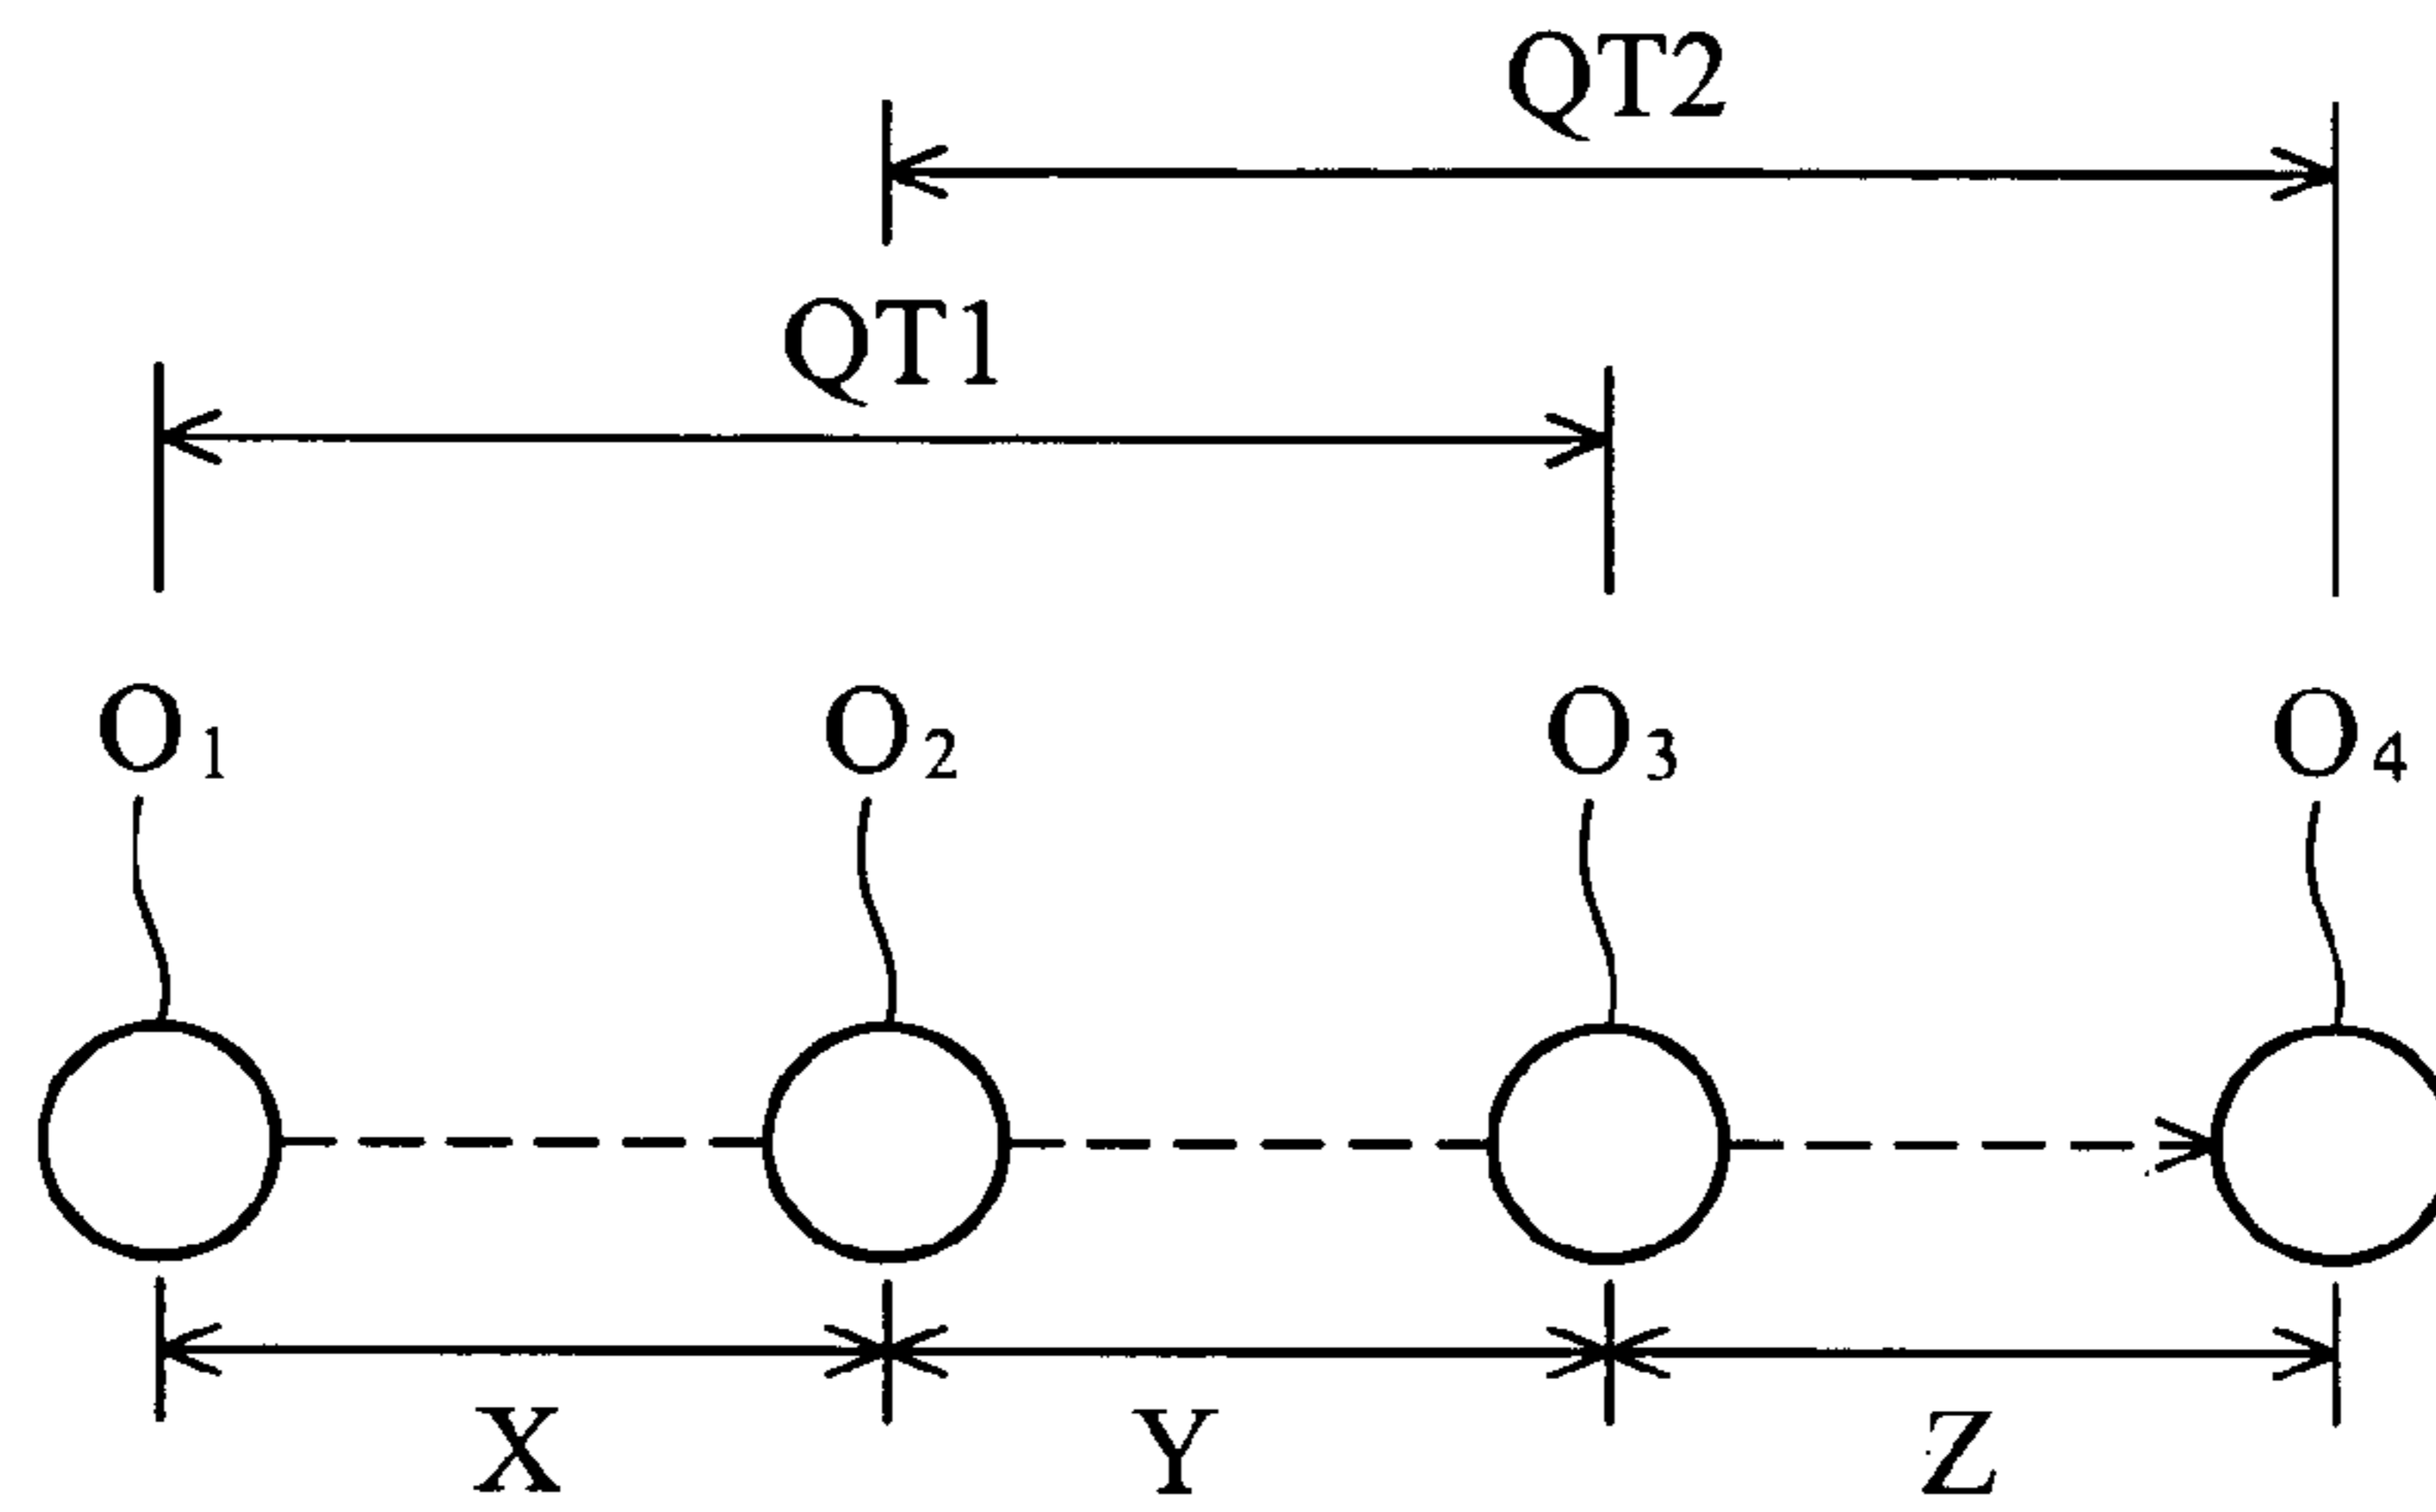 QT2
QT1
O₁ O₂ O₃ O₄
X Y Z